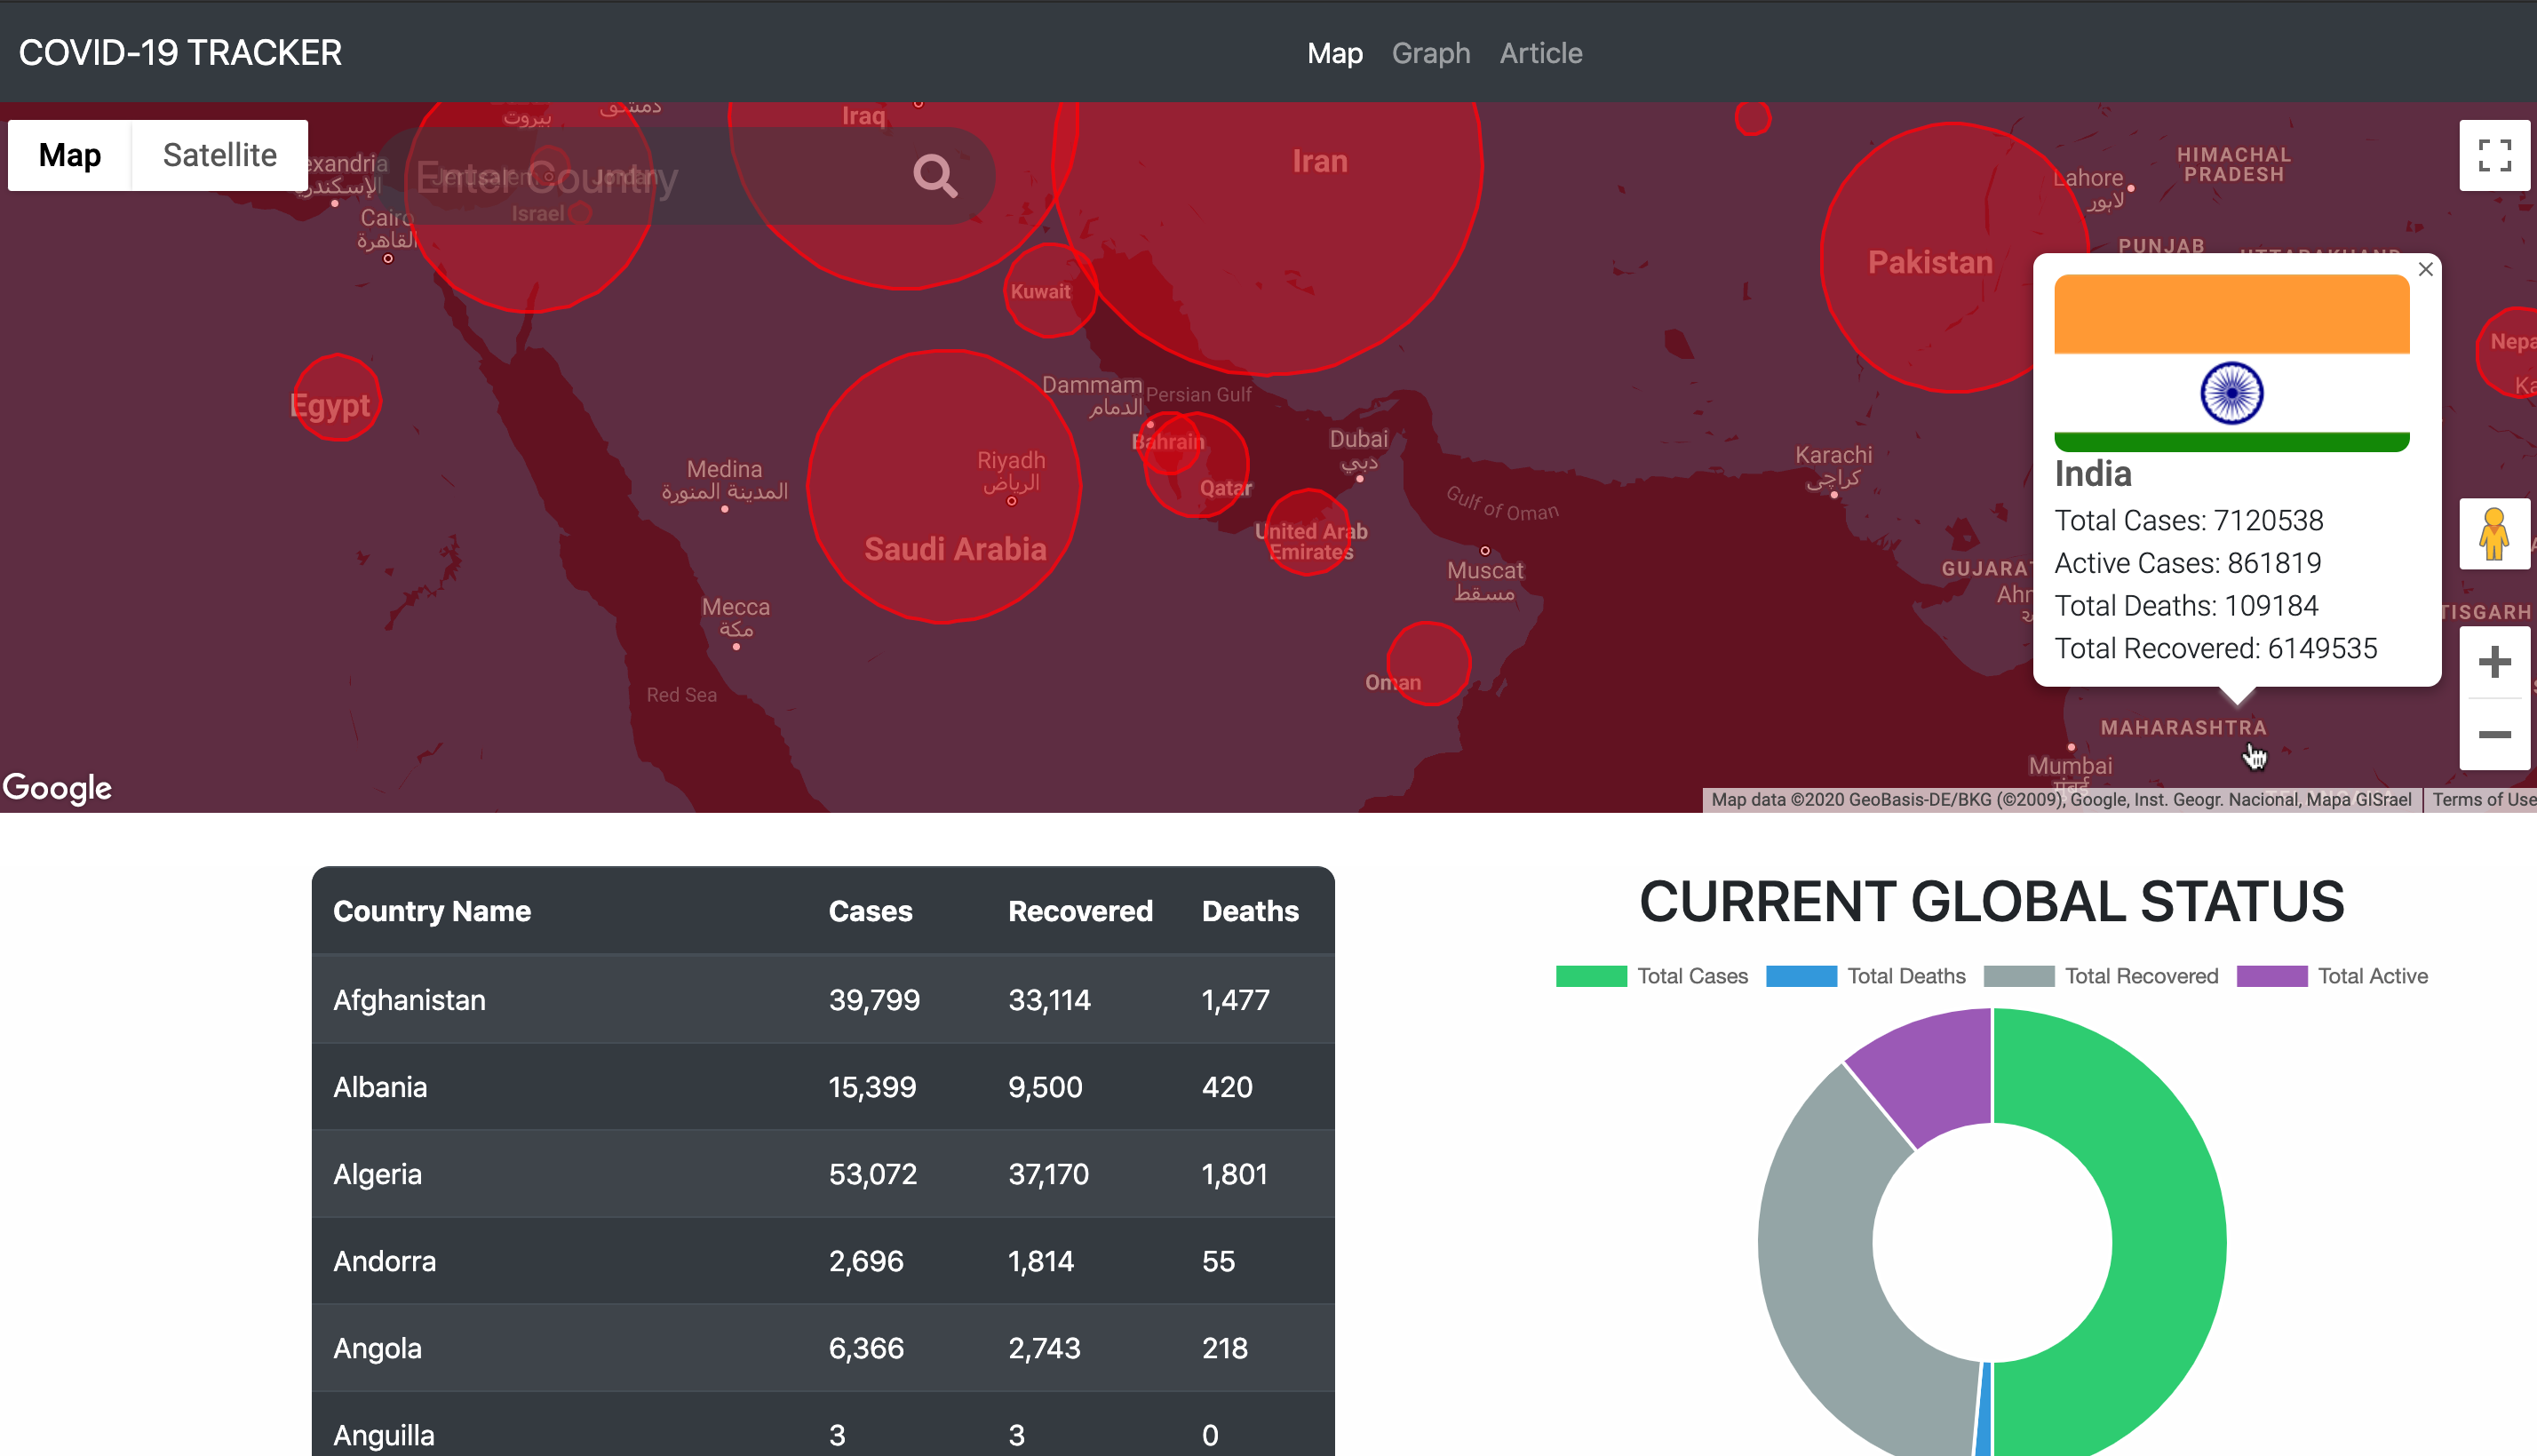 COVID-19 TRACKER
Map Graph Article
Map Satellite
بيروت
دمشق
Iraq
Iran
Enter Country
Jerusalem
Jordan
Israel
exandria
Cairo
القاهرة
Kuwait
Pakistan
Lahore
لاہور
HIMACHAL
PRADESH
PUNJAB
Egypt
Dammam
الدمام
Persian Gulf
Bahrain
Qatar
Dubai
دبي
Medina
المدينة المنورة
Riyadh
الرياض
Saudi Arabia
United Arab
Emirates
Gulf of Oman
Muscat
مسقط
Karachi
کراچی
Mecca
مكة
Red Sea
Oman
GUJARAT
Nepa
Ka
India
Total Cases: 7120538
Active Cases: 861819
Total Deaths: 109184
Total Recovered: 6149535
TISGARH
MAHARASHTRA
Mumbai
Google
Map data ©2020 GeoBasis-DE/BKG (©2009), Google, Inst. Geogr. Nacional, Mapa GISrael Terms of Use
Country Name Cases Recovered Deaths
Afghanistan 39,799 33,114 1,477
Albania 15,399 9,500 420
Algeria 53,072 37,170 1,801
Andorra 2,696 1,814 55
Angola 6,366 2,743 218
Anguilla 3 3 0
CURRENT GLOBAL STATUS
Total Cases Total Deaths Total Recovered Total Active